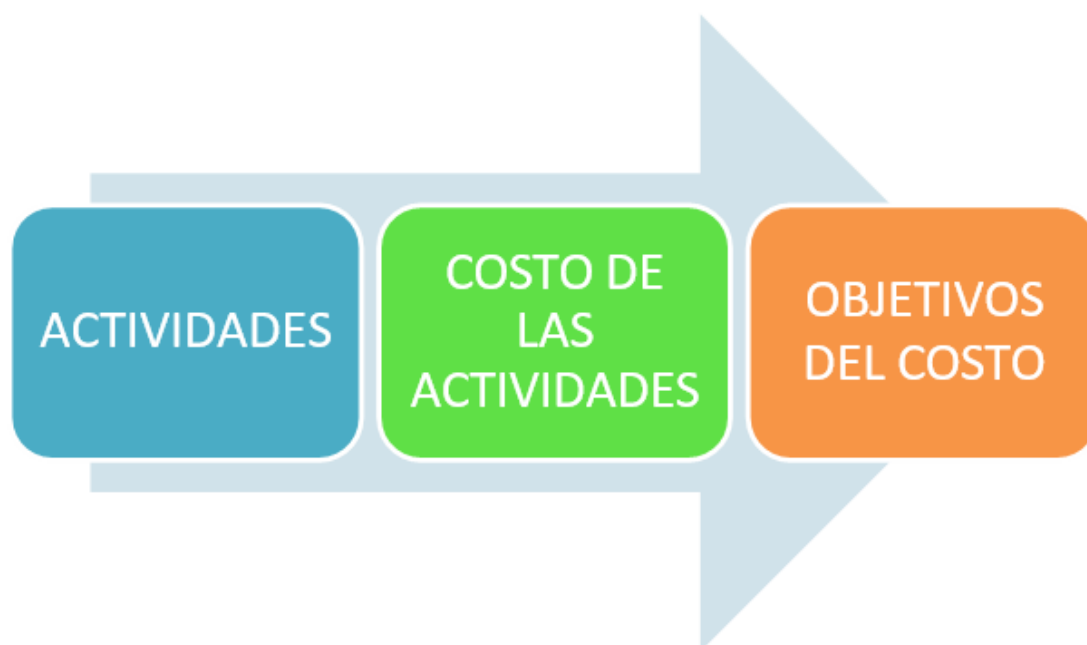 ACTIVIDADES
COSTO DE
LAS
ACTIVIDADES
OBJETIVOS
DEL COSTO